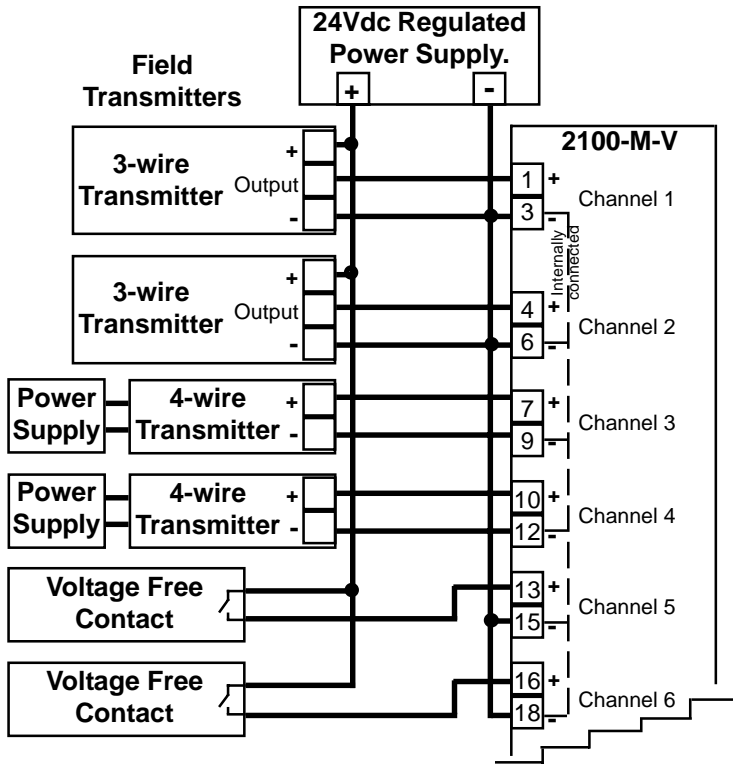 24Vdc Regulated
Power Supply.
+ -
Field
Transmitters
2100-M-V
3-wire
Transmitter
+
Output
-
1 +
3 -
Channel 1
Internally
connected
3-wire
Transmitter
+
Output
-
4 +
6 -
Channel 2
Power
Supply
4-wire
Transmitter
+
-
7 +
9 -
Channel 3
Power
Supply
4-wire
Transmitter
+
-
10 +
12 -
Channel 4
Voltage Free
Contact
13 +
15 -
Channel 5
Voltage Free
Contact
16 +
18 -
Channel 6